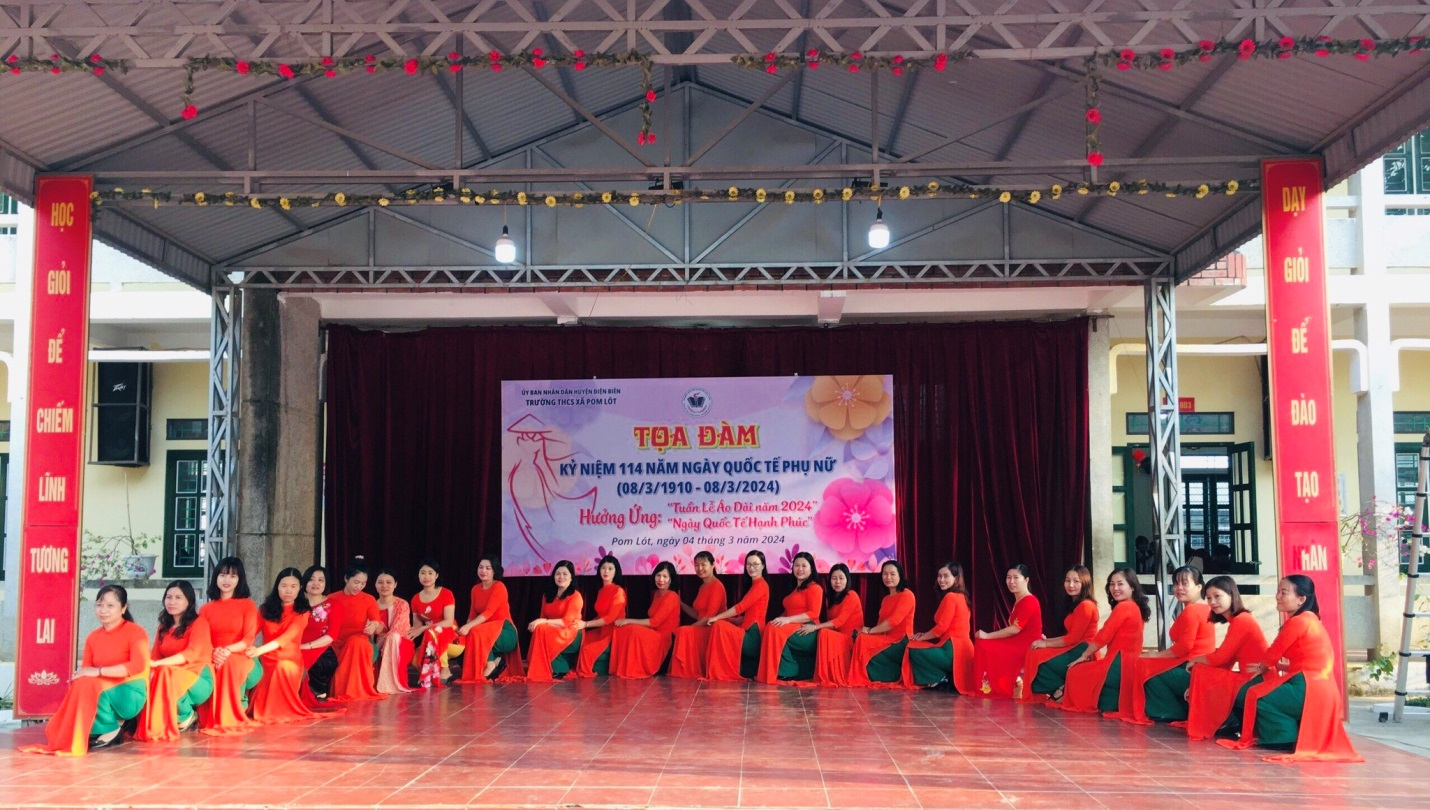 HỌC
GIỎI
ĐỂ
CHIẾM
LĨNH
TƯƠNG
LAI
ỦY BAN NHÂN DÂN HUYỆN ĐIỆN BIÊN
TRƯỜNG THCS XÃ POM LÓT
TỌA ĐÀM
KỶ NIỆM 114 NĂM NGÀY QUỐC TẾ PHỤ NỮ
(08/3/1910 - 08/3/2024)
Hưởng Ứng: "Tuần Lễ Áo Dài năm 2024"
"Ngày Quốc Tế Hạnh Phúc"
Pom Lót, ngày 04 tháng 3 năm 2024
DẠY
GIỎI
ĐỂ
ĐÀO
TẠO
NHÂN